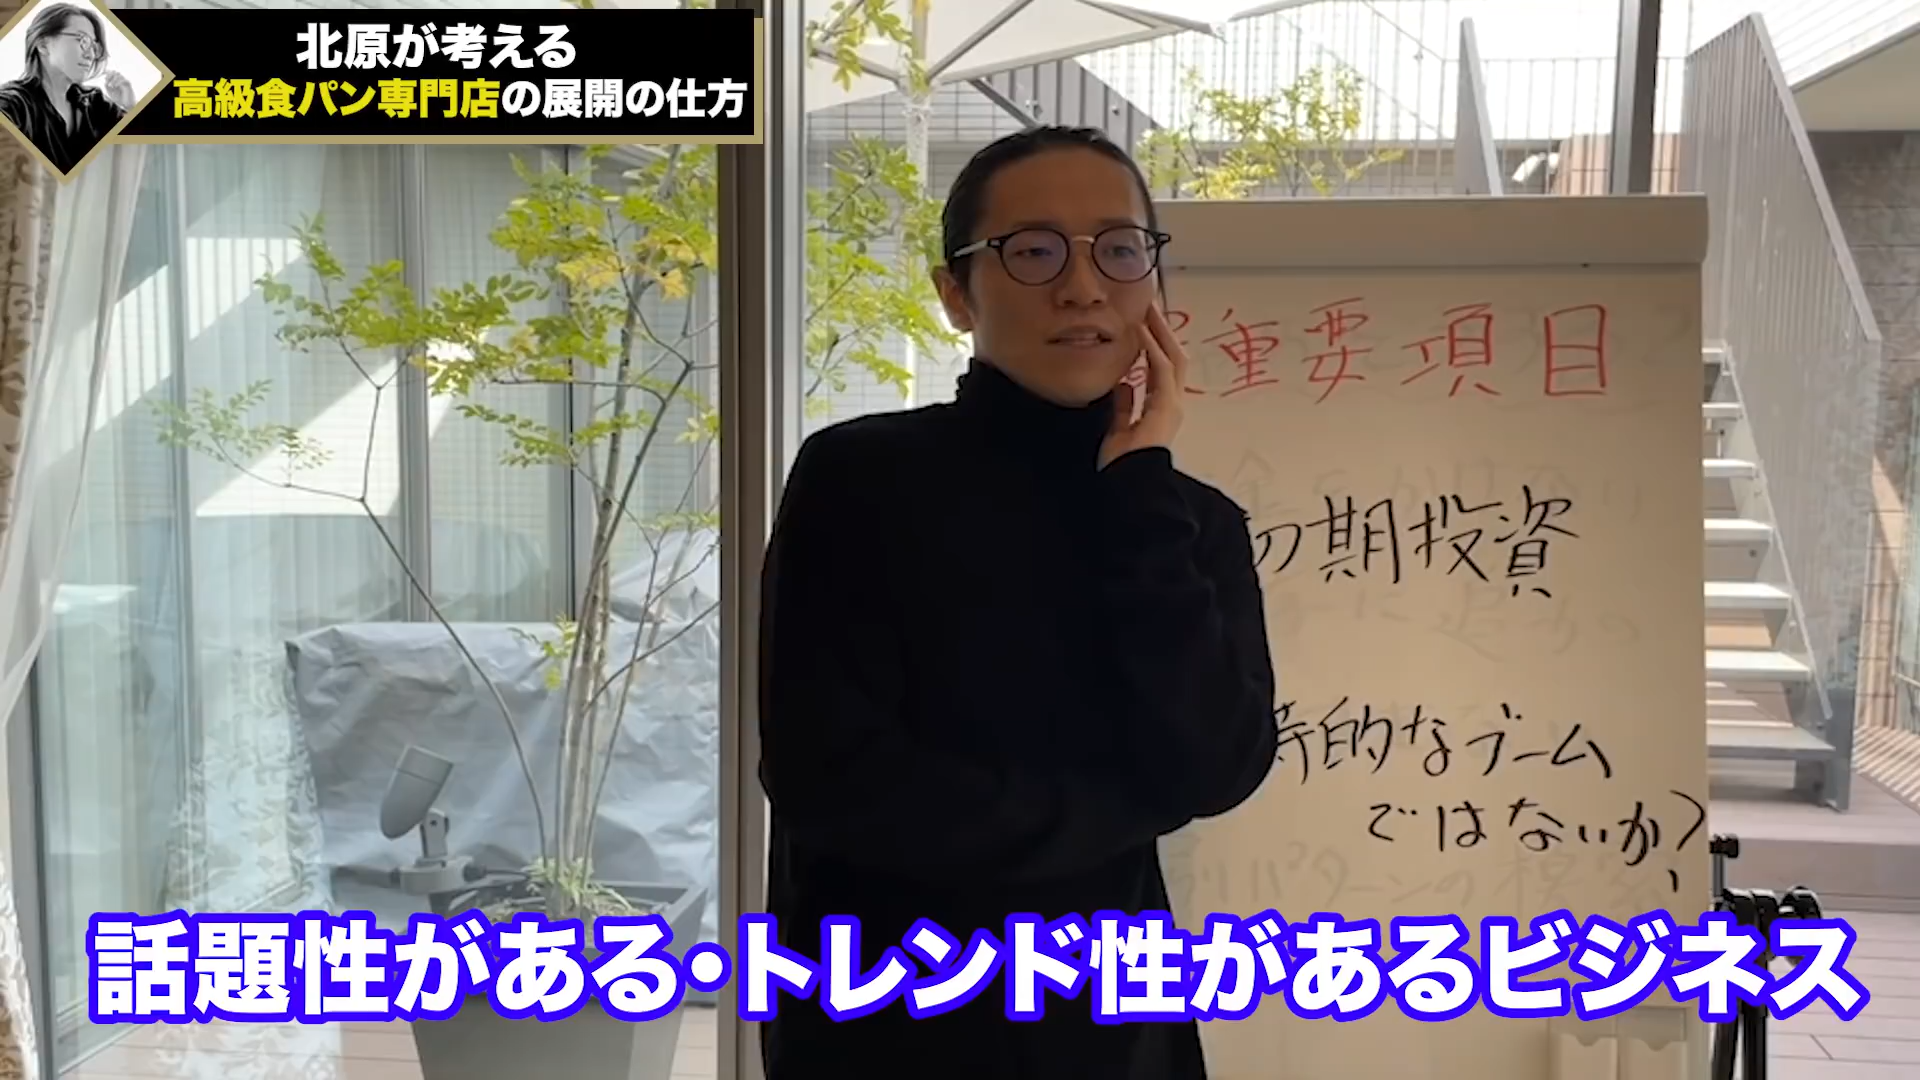 北原が考える
高級食パン専門店の展開の仕方
重要項目
の期投資
時的なブーム
ではないか?
話題性がある・トレンド性があるビジネス